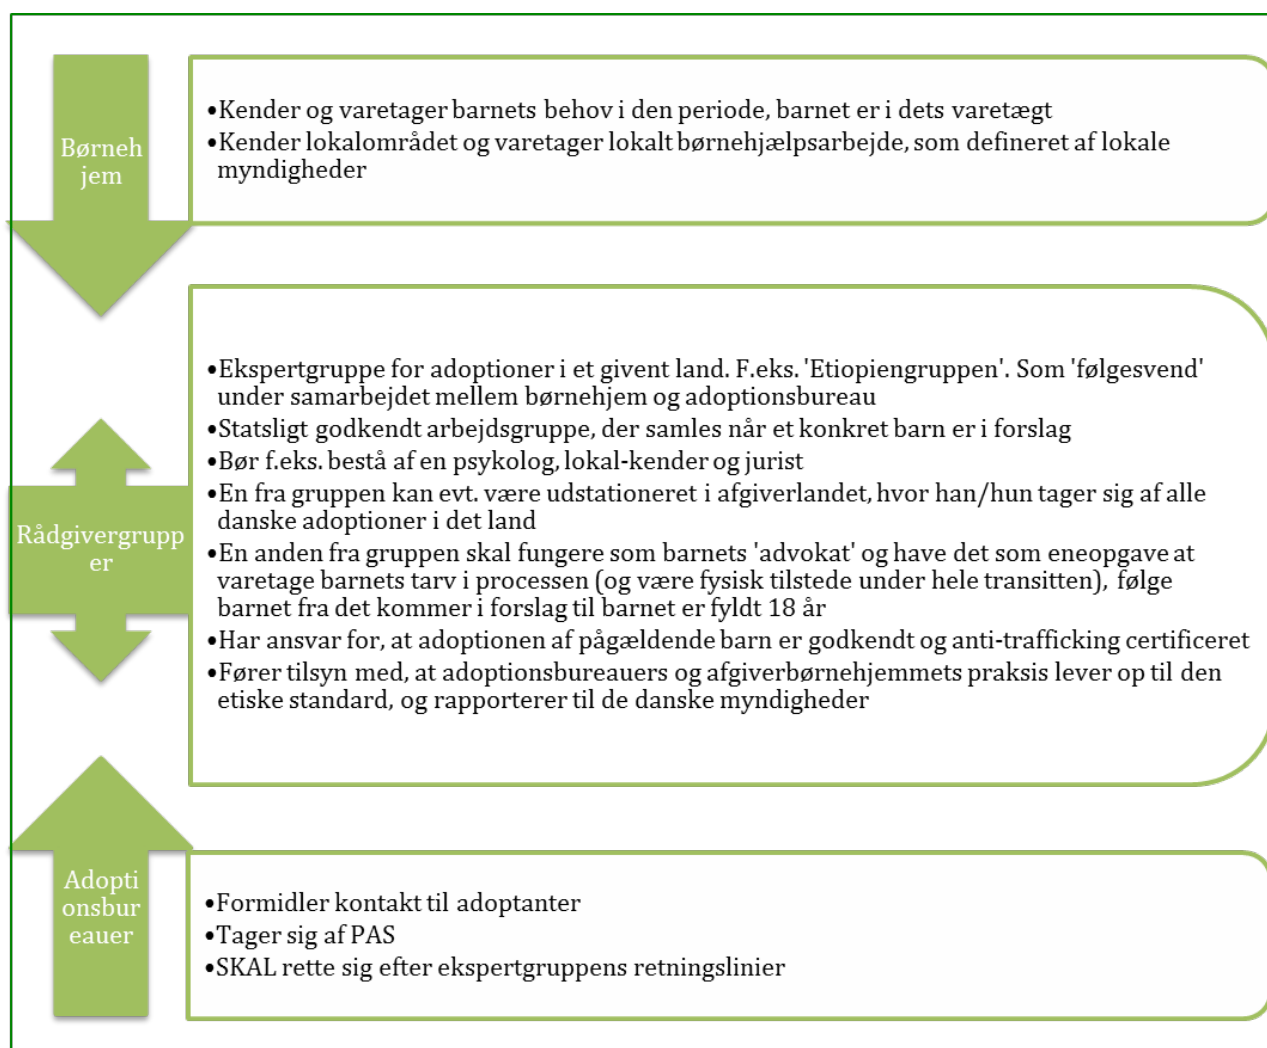 Børneh
jem
•Kender og varetager barnets behov i den periode, barnet er i dets varetægt
•Kender lokalområdet og varetager lokalt børnehjælpsarbejde, som defineret af lokale
myndigheder
Rådgivergrupp
er
•Ekspertgruppe for adoptioner i et givent land. F.eks. 'Etiopiengruppen'. Som 'følgesvend'
under samarbejdet mellem børnehjem og adoptionsbureau
•Statsligt godkendt arbejdsgruppe, der samles når et konkret barn er i forslag
•Bør f.eks. bestå af en psykolog, lokal-kender og jurist
•En fra gruppen kan evt. være udstationeret i afgiverlandet, hvor han/hun tager sig af alle
danske adoptioner i det land
•En anden fra gruppen skal fungere som barnets 'advokat' og have det som eneopgave at
varetage barnets tarv i processen (og være fysisk tilstede under hele transitten), følge
barnet fra det kommer i forslag til barnet er fyldt 18 år
•Har ansvar for, at adoptionen af pågældende barn er godkendt og anti-trafficking certificeret
•Fører tilsyn med, at adoptionsbureauers og afgiverbørnehjemmets praksis lever op til den
etiske standard, og rapporterer til de danske myndigheder
Adopti
onsbur
eauer
•Formidler kontakt til adoptanter
•Tager sig af PAS
•SKAL rette sig efter ekspertgruppens retningslinier